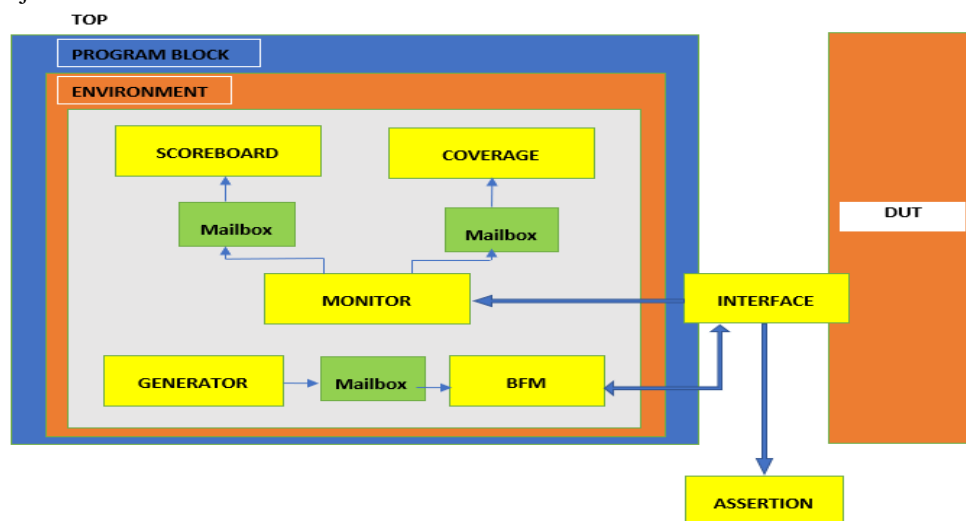 TOP
PROGRAM BLOCK
ENVIRONMENT
SCOREBOARD
COVERAGE
Mailbox
Mailbox
DUT
MONITOR
INTERFACE
GENERATOR
Mailbox
BFM
ASSERTION